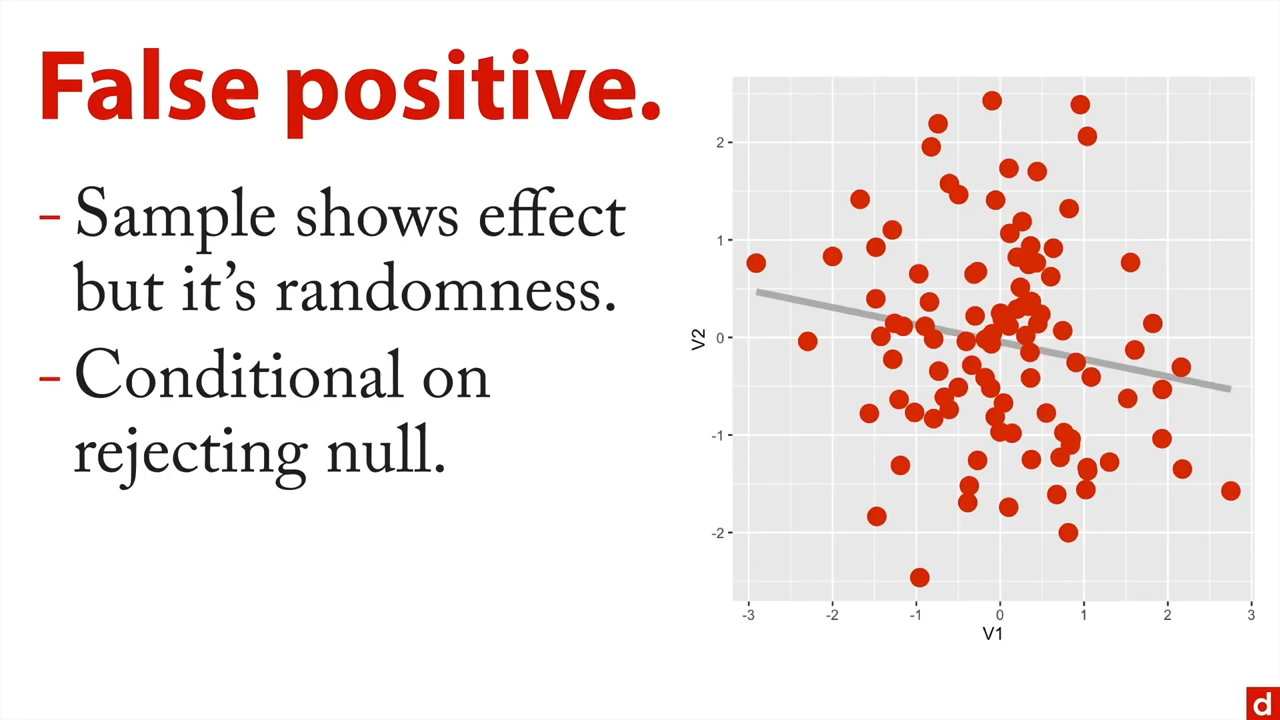 False positive.
– Sample shows effect
but it’s randomness.
– Conditional on
rejecting null.
2
1
0
-1
-2
V2
-3 -2 -1 0 1 2 3
V1
d